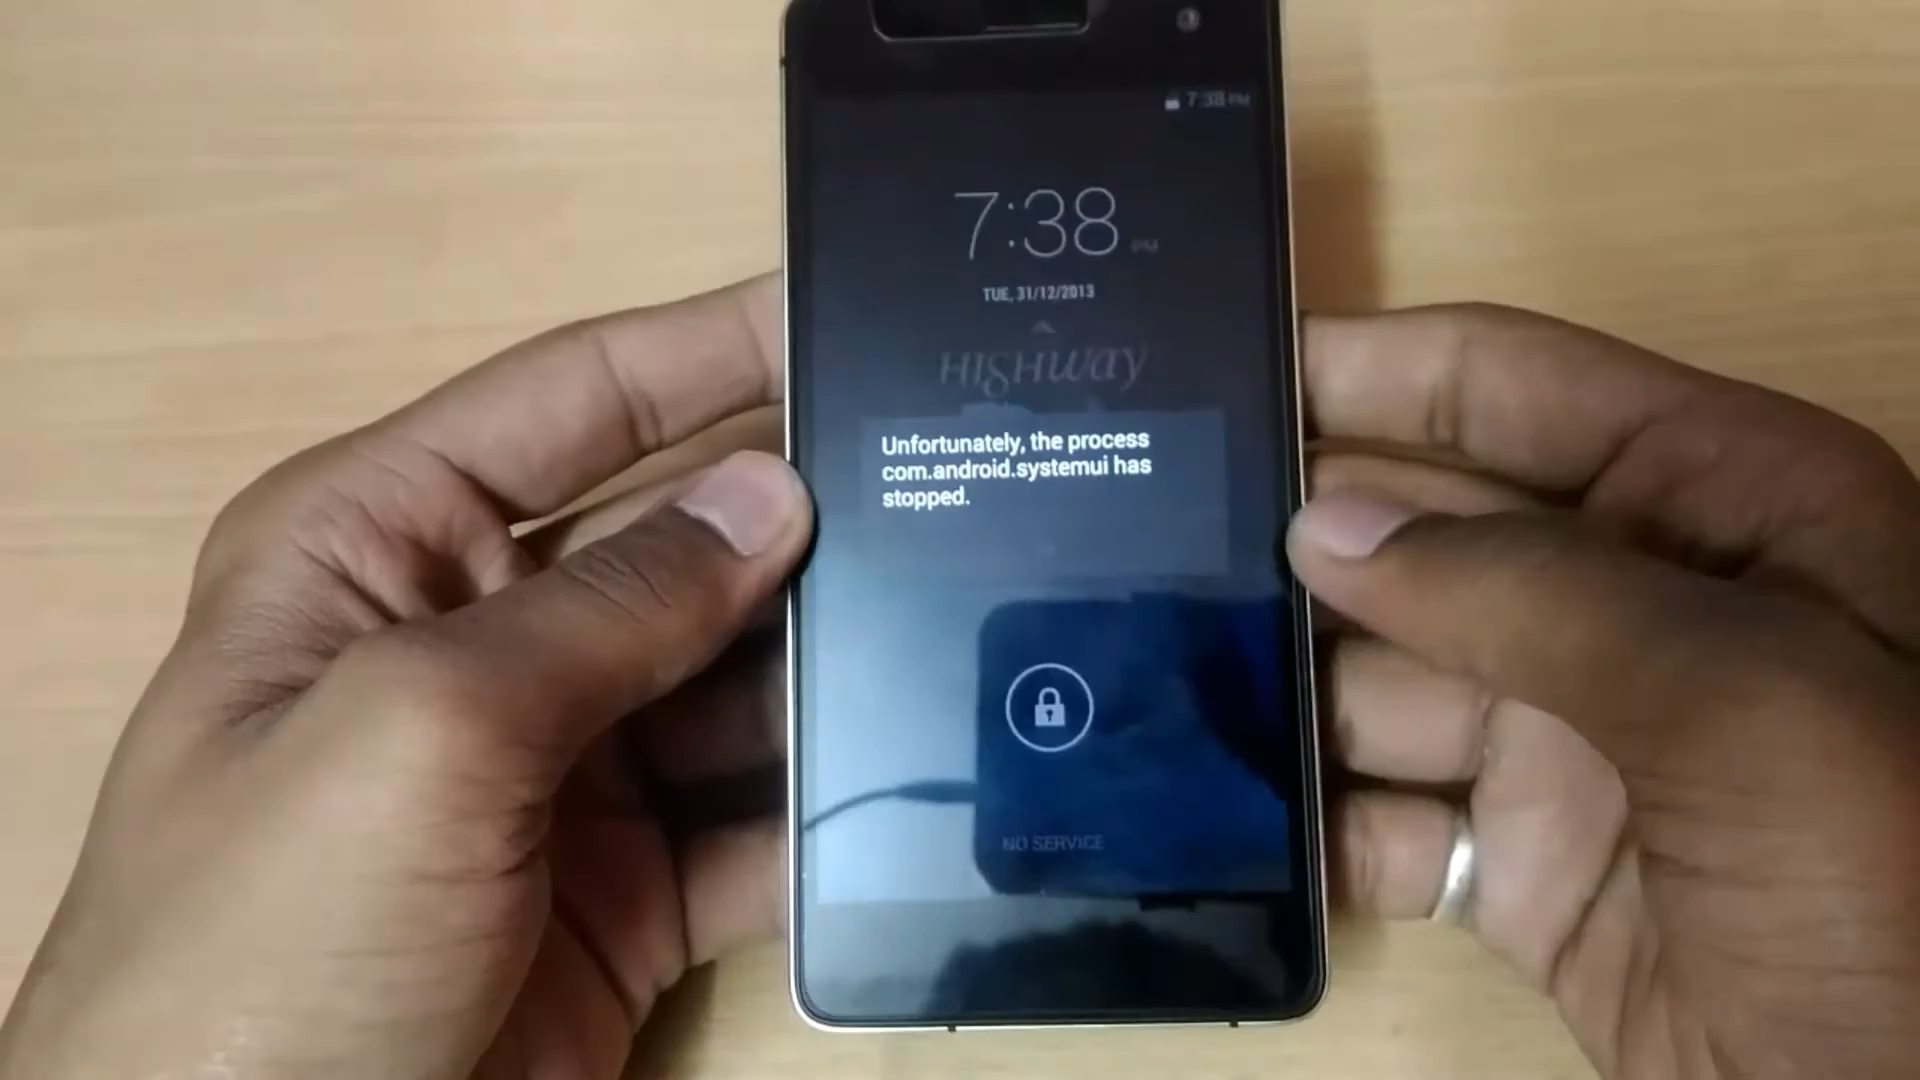 7:38 PM
7:38 PM
TUE, 31/12/2013
HIGHWAY
Unfortunately, the process
com.android.systemui has
stopped.
NO SERVICE